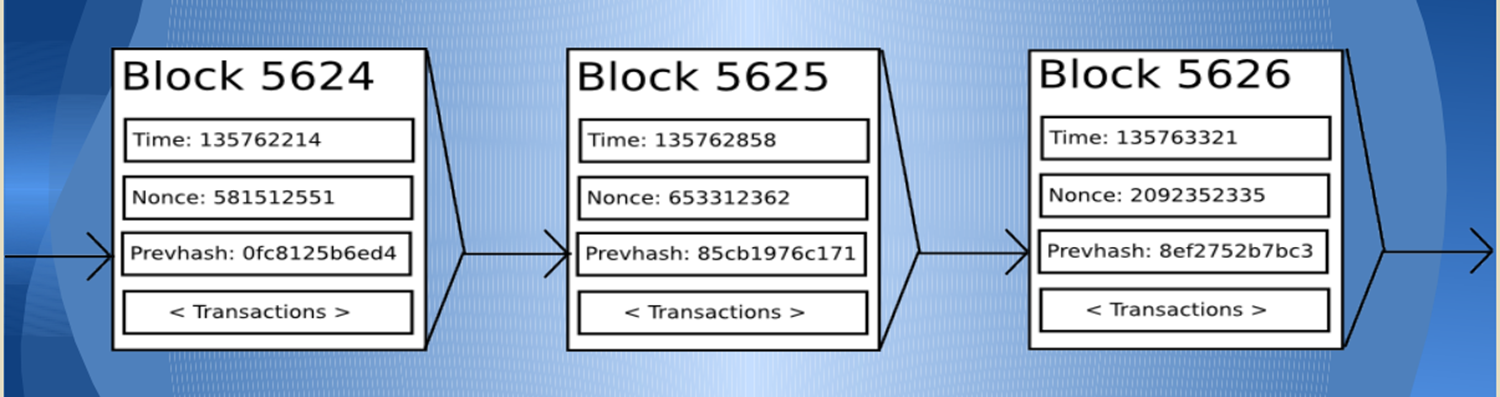 Block 5624
Time: 135762214
Nonce: 581512551
Prevhash: 0fc8125b6ed4
< Transactions >
Block 5625
Time: 135762858
Nonce: 653312362
Prevhash: 85cb1976c171
< Transactions >
Block 5626
Time: 135763321
Nonce: 2092352335
Prevhash: 8ef2752b7bc3
< Transactions >